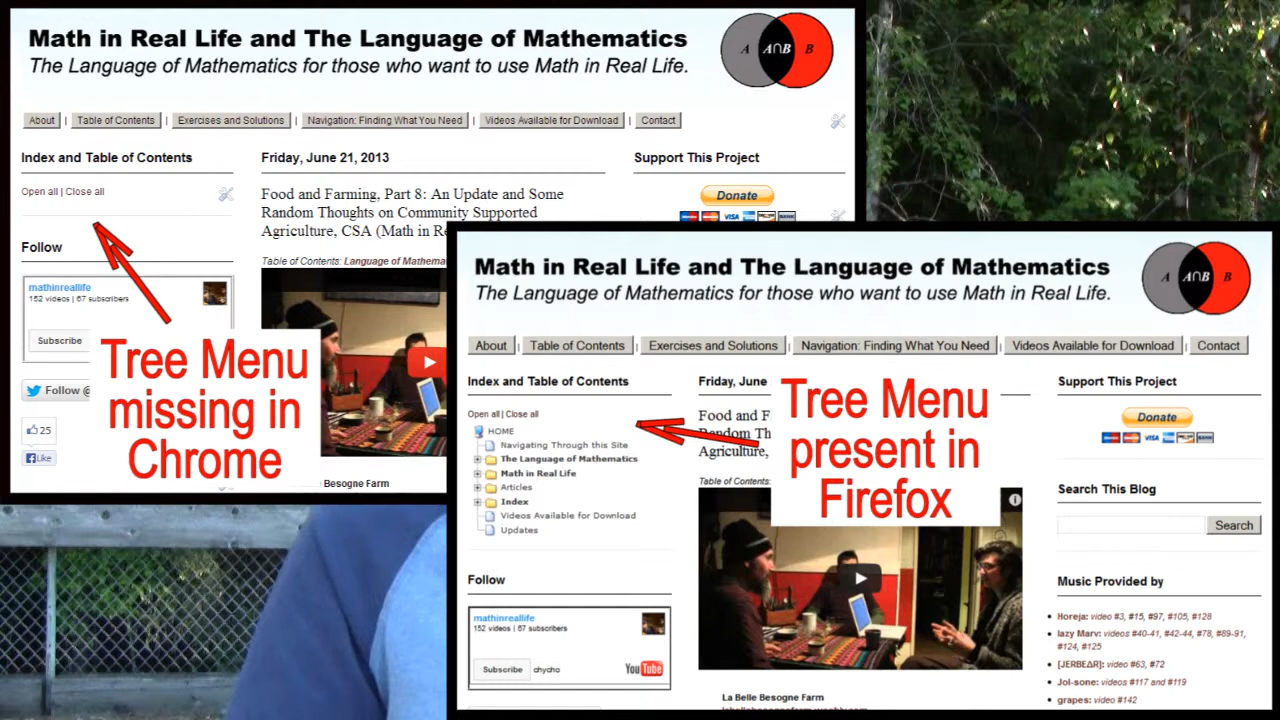 Math in Real Life and The Language of Mathematics
The Language of Mathematics for those who want to use Math in Real Life.
A A∩B B
About | Table of Contents | Exercises and Solutions | Navigation: Finding What You Need | Videos Available for Download | Contact
Index and Table of Contents
Open all | Close all
Follow
mathinreallife
152 videos | 67 subscribers
Subscribe
Follow @
25
Like
Friday, June 21, 2013
Food and Farming, Part 8: An Update and Some
Random Thoughts on Community Supported
Agriculture, CSA (Math in Re
Table of Contents: Language of Mathema
Besogne Farm
Support This Project
Donate
VISA
Tree Menu
missing in
Chrome
Math in Real Life and The Language of Mathematics
The Language of Mathematics for those who want to use Math in Real Life.
A A∩B B
About | Table of Contents | Exercises and Solutions | Navigation: Finding What You Need | Videos Available for Download | Contact
Index and Table of Contents
Open all | Close all
HOME
Navigating Through this Site
The Language of Mathematics
Math in Real Life
Articles
Index
Videos Available for Download
Updates
Follow
mathinreallife
152 videos | 67 subscribers
Subscribe chycho
YouTube
Friday, June
Food and F
Random Th
Agriculture,
Table of Contents:
La Belle Besogne Farm
Tree Menu
present in
Firefox
Support This Project
Donate
VISA
Search This Blog
Search
Music Provided by
Horeja: video #3, #15, #97, #105, #128
lazy Marv: videos #40-41, #42-44, #78, #89-91,
#124, #125
[JERBEΔR]: video #63, #72
Jol-sone: videos #117 and #119
grapes: video #142